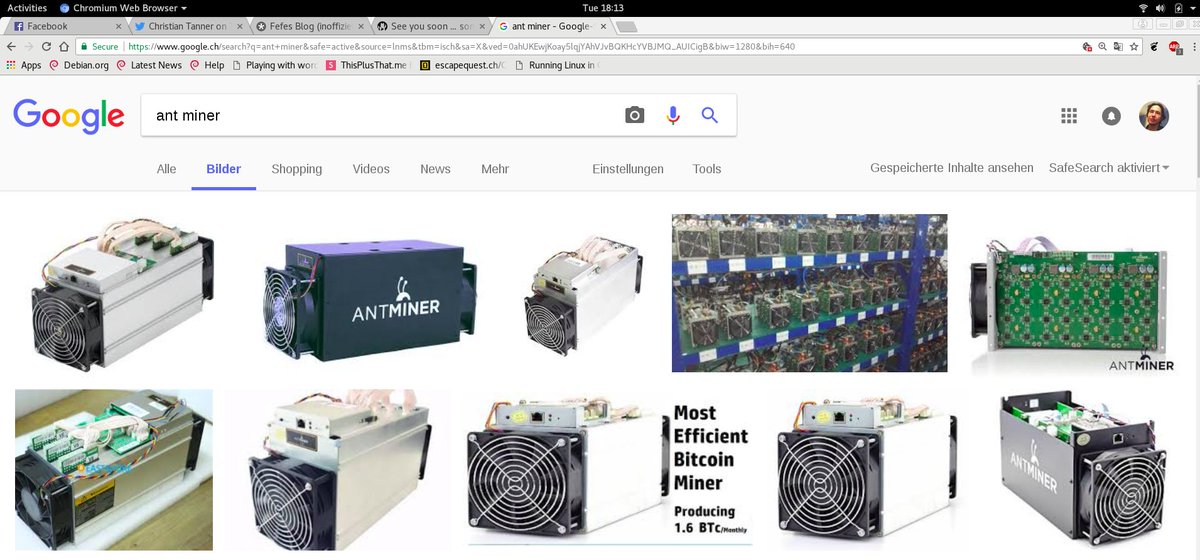 Activities Chromium Web Browser Tue 18:13
Facebook Christian Tanner on Fefes Blog (inoffizie See you soon ... som ant miner - Google-
Secure https://www.google.ch/search?q=ant+miner&safe=active&source=lnms&tbm=isch&sa=X&ved=0ahUKEwjKoay5lqjYAhVJvBQKHcYVBJMQ_AUICigB&biw=1280&bih=640
Apps Debian.org Latest News Help Playing with word ThisPlusThat.me escapequest.ch/ Running Linux in
Google ant miner
Alle Bilder Shopping Videos News Mehr Einstellungen Tools Gespeicherte Inhalte ansehen SafeSearch aktiviert
ANTMINER
ANTMINER
Most
Efficient
Bitcoin
Miner
Producing
1.6 BTC/Monthly
ANTMINER